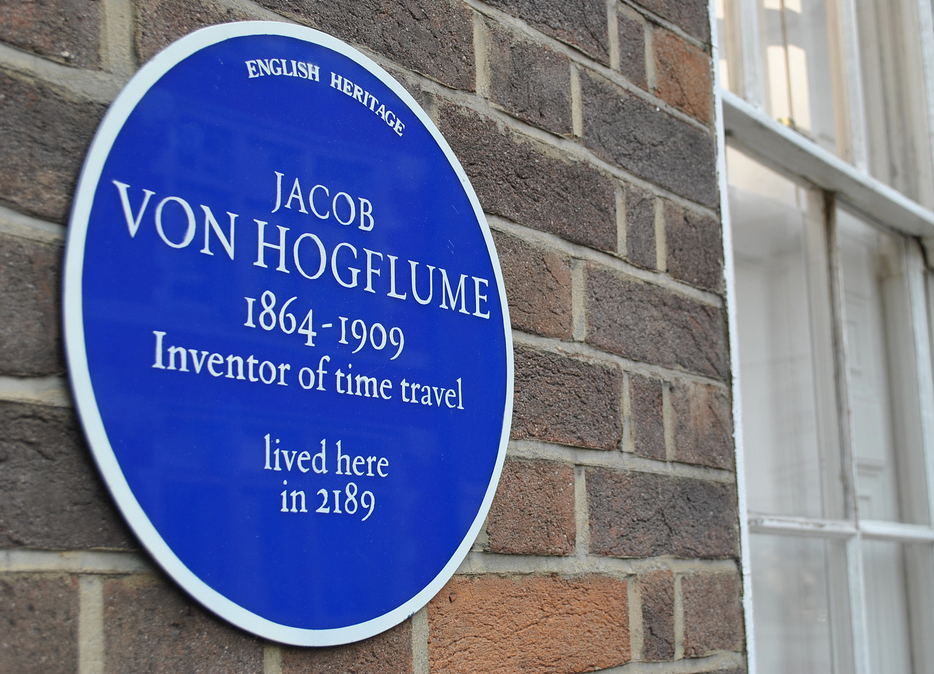 ENGLISH HERITAGE
JACOB
VON HOGFLUME
1864-1909
Inventor of time travel
lived here
in 2189